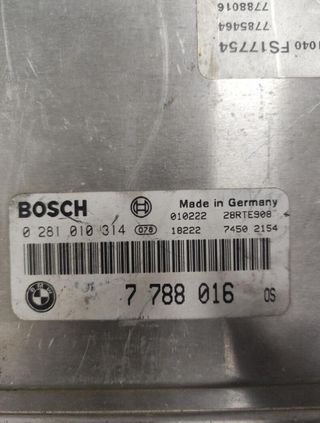 7788016
7785464
1040 FS17754
BOSCH
Made in Germany
010222 28RTE908
0 281 010 314 078 18222 7450 2154
7 788 016 OS